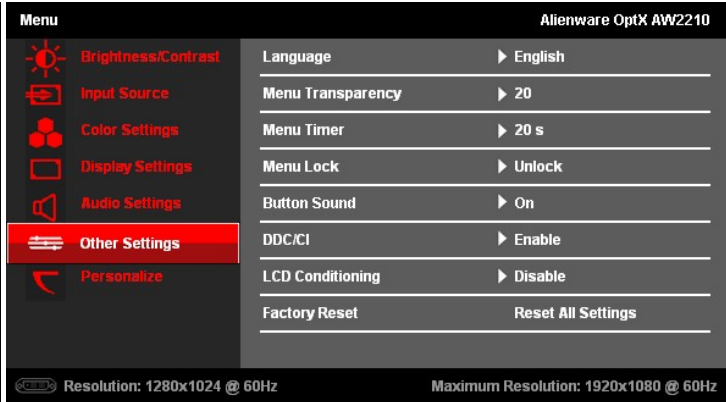 Menu Alienware OptX AW2210
Brightness/Contrast Language English
Input Source Menu Transparency 20
Color Settings Menu Timer 20 s
Display Settings Menu Lock Unlock
Audio Settings Button Sound On
Other Settings DDC/CI Enable
Personalize LCD Conditioning Disable
Factory Reset Reset All Settings
Resolution: 1280x1024 @ 60Hz Maximum Resolution: 1920x1080 @ 60Hz